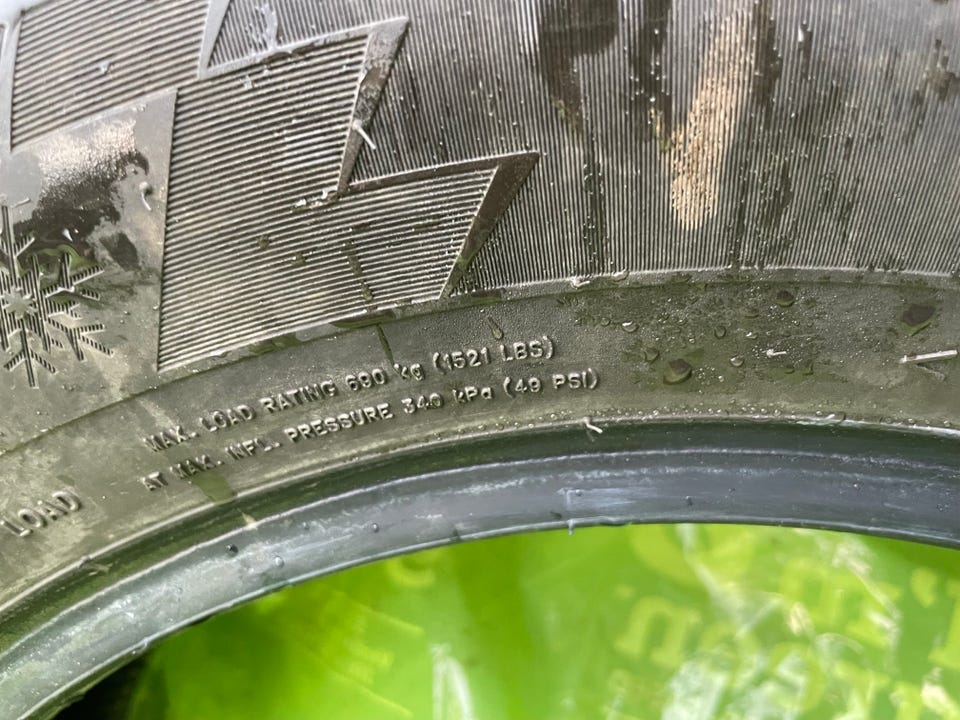 MAX. LOAD RATING 690 kg (1521 LBS)
AT MAX. INFL. PRESSURE 340 kPa (49 PSI)
LOAD